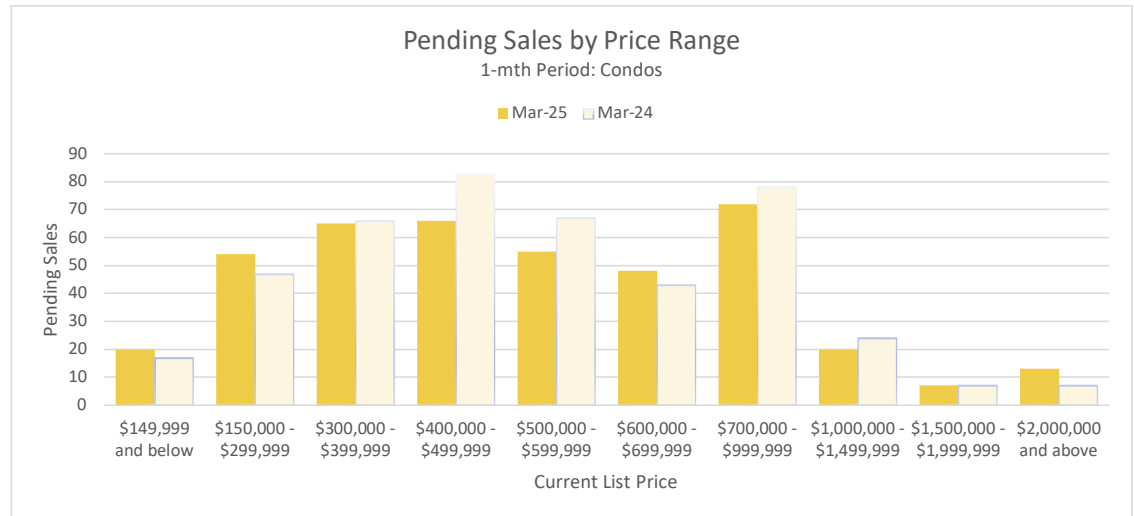 Pending Sales by Price Range
1-mth Period: Condos
Mar-25 Mar-24
Pending Sales
90
80
70
60
50
40
30
20
10
0
$149,999 $150,000 - $300,000 - $400,000 - $500,000 - $600,000 - $700,000 - $1,000,000 - $1,500,000 - $2,000,000
and below $299,999 $399,999 $499,999 $599,999 $699,999 $999,999 $1,499,999 $1,999,999 and above
Current List Price